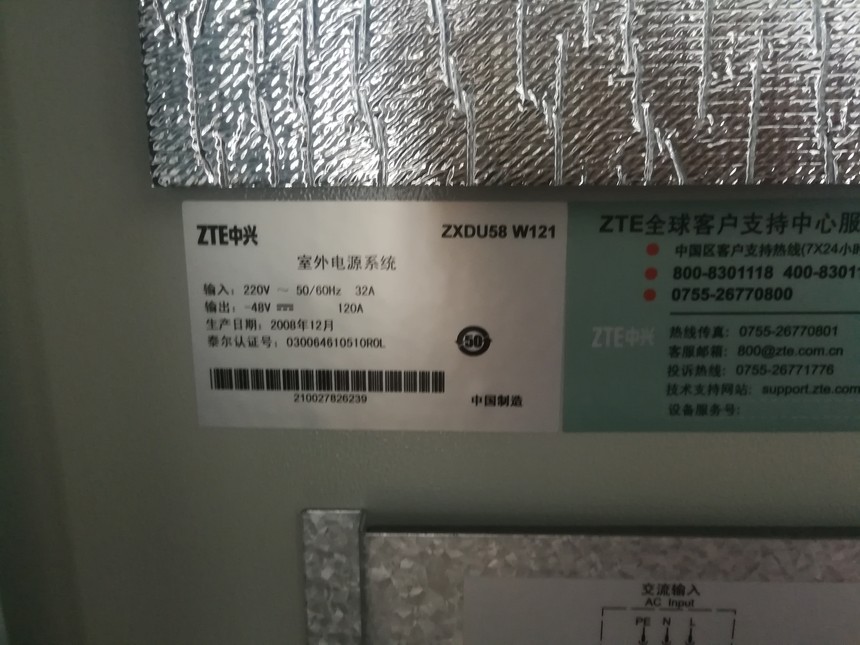 ZTE中兴
ZXDU58 W121
室外电源系统
输入: 220V ~ 50/60Hz 32A
输出: -48V ⎓ 120A
生产日期: 2008年12月
泰尔认证号: 030064610510R0L
50
210027826239
中国制造
ZTE全球客户支持中心服
中国区客户支持热线(7X24小时
800-8301118 400-8301
0755-26770800
ZTE中兴
热线传真: 0755-26770801
客服邮箱: 800@zte.com.cn
投诉热线: 0755-26771776
技术支持网站: support.zte.com
设备服务号:
交流输入
AC Input
PE N L